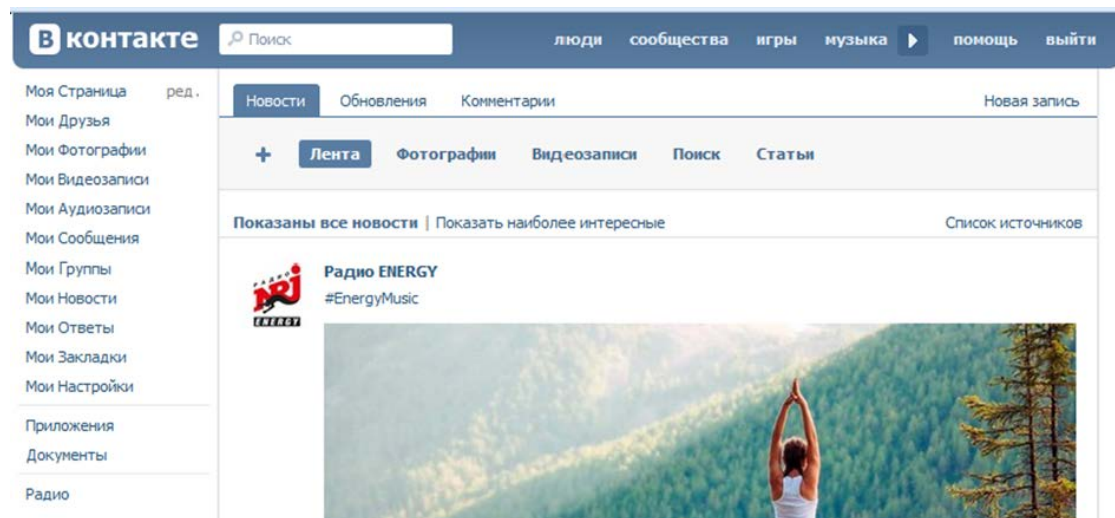 В контакте
Поиск
люди сообщества игры музыка помощь выйти
Моя Страница ред.
Мои Друзья
Мои Фотографии
Мои Видеозаписи
Мои Аудиозаписи
Мои Сообщения
Мои Группы
Мои Новости
Мои Ответы
Мои Закладки
Мои Настройки
Приложения
Документы
Радио
Новости Обновления Комментарии Новая запись
+ Лента Фотографии Видеозаписи Поиск Статьи
Показаны все новости | Показать наиболее интересные Список источников
РАДИО
NRJ
ENERGY
Радио ENERGY
#EnergyMusic